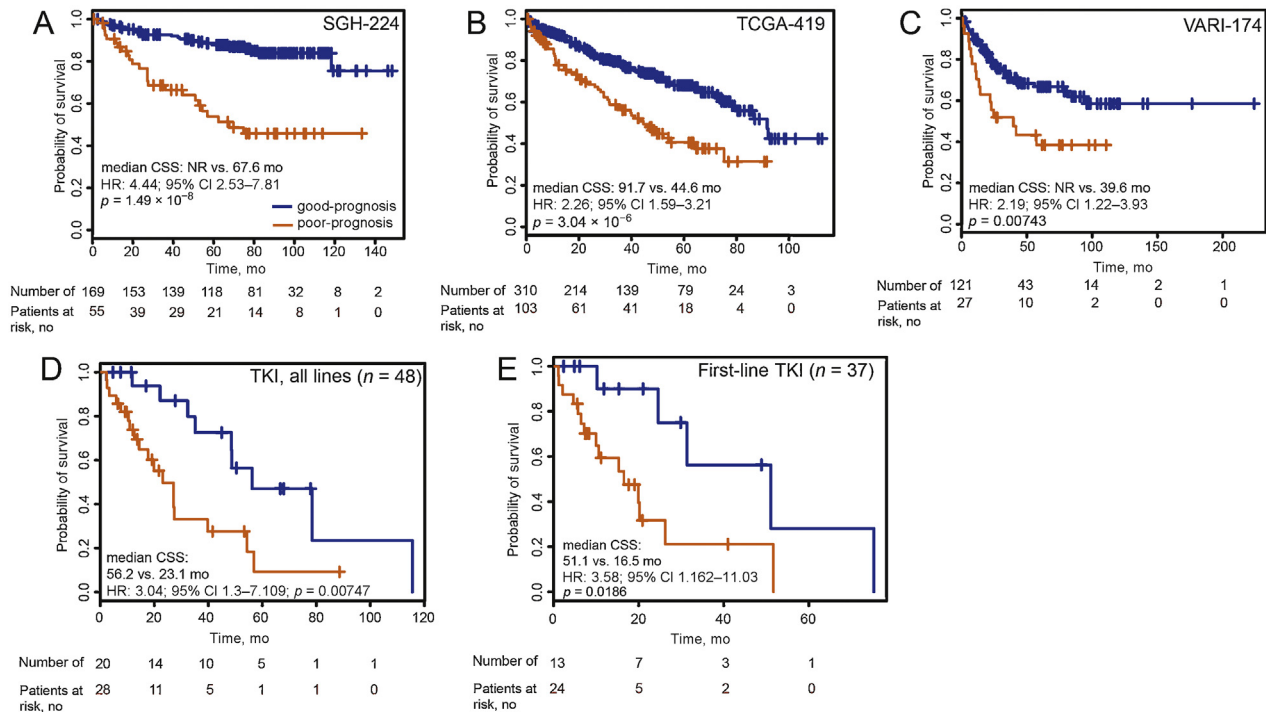 A
SGH-224
Probability of survival
1.0
0.8
0.6
0.4
0.2
0.0
median CSS: NR vs. 67.6 mo
HR: 4.44; 95% CI 2.53–7.81
p = 1.49 × 10⁻⁸
good-prognosis
poor-prognosis
0 20 40 60 80 100 120 140
Time, mo
Number of 169 153 139 118 81 32 8 2
Patients at 55 39 29 21 14 8 1 0
risk, no
B
TCGA-419
Probability of survival
1.0
0.8
0.6
0.4
0.2
0.0
median CSS: 91.7 vs. 44.6 mo
HR: 2.26; 95% CI 1.59–3.21
p = 3.04 × 10⁻⁶
0 20 40 60 80 100
Time, mo
Number of 310 214 139 79 24 3
Patients at 103 61 41 18 4 0
risk, no
C
VARI-174
Probability of survival
1.0
0.8
0.6
0.4
0.2
0.0
median CSS: NR vs. 39.6 mo
HR: 2.19; 95% CI 1.22–3.93
p = 0.00743
0 50 100 150 200
Time, mo
Number of 121 43 14 2 1
Patients at 27 10 2 0 0
risk, no
D
TKI, all lines (n = 48)
Probability of survival
1.0
0.8
0.6
0.4
0.2
0.0
median CSS:
56.2 vs. 23.1 mo
HR: 3.04; 95% CI 1.3–7.109; p = 0.00747
0 20 40 60 80 100 120
Time, mo
Number of 20 14 10 5 1 1
Patients at 28 11 5 1 1 0
risk, no
E
First-line TKI (n = 37)
Probability of survival
1.0
0.8
0.6
0.4
0.2
0.0
median CSS:
51.1 vs. 16.5 mo
HR: 3.58; 95% CI 1.162–11.03
p = 0.0186
0 20 40 60
Time, mo
Number of 13 7 3 1
Patients at 24 5 2 0
risk, no